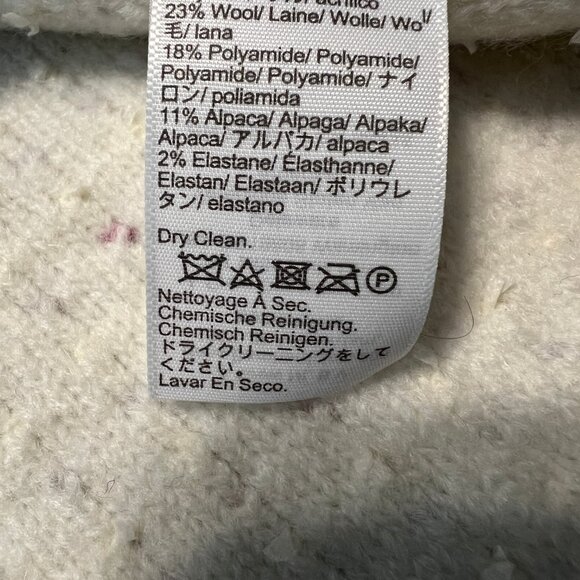 acrílico
23% Wool/ Laine/ Wolle/ Wol/
毛/ lana
18% Polyamide/ Polyamide/
Polyamide/ Polyamide/ ナイ
ロン/ poliamida
11% Alpaca/ Alpaga/ Alpaka/
Alpaca/ アルパカ/ alpaca
2% Elastane/ Élasthanne/
Elastan/ Elastaan/ ポリウレ
タン/ elastano
Dry Clean.
P
Nettoyage À Sec.
Chemische Reinigung.
Chemisch Reinigen.
ドライクリーニングをして
ください。
Lavar En Seco.